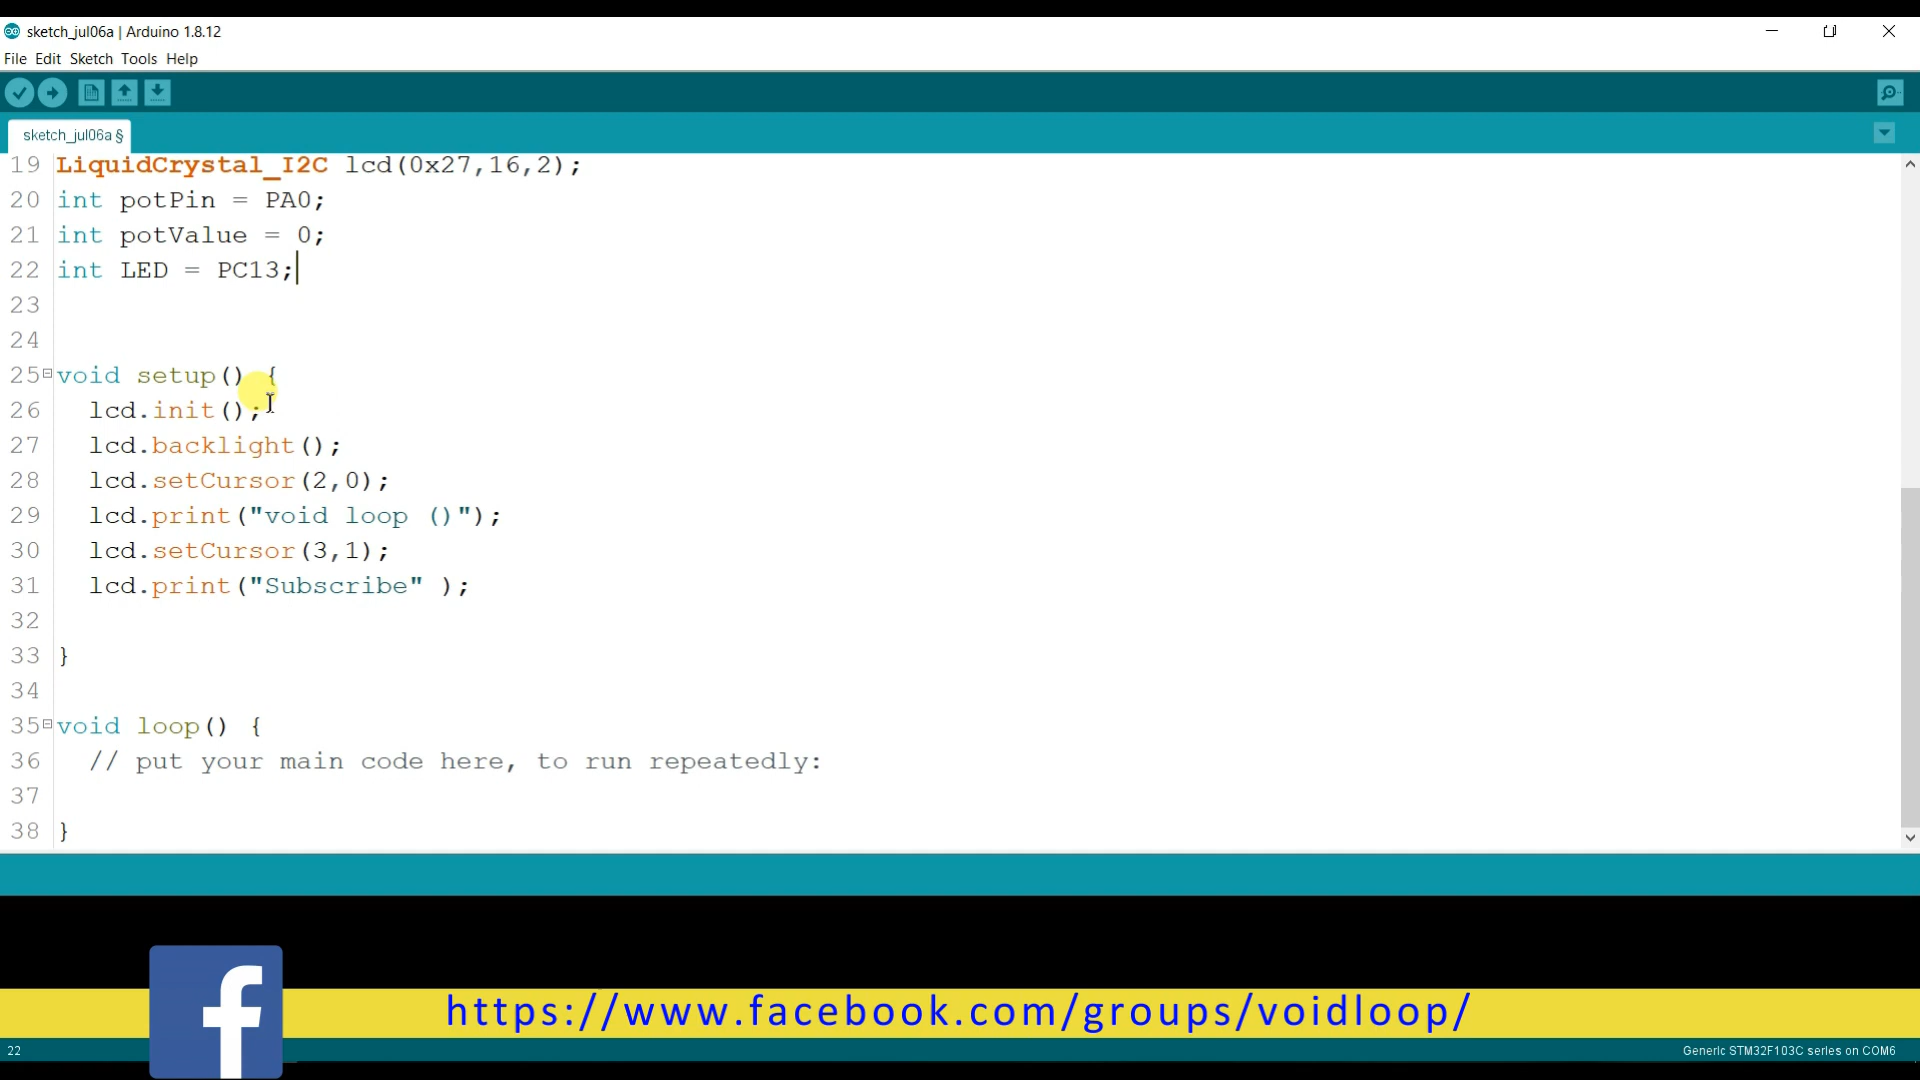 sketch_jul06a | Arduino 1.8.12
File Edit Sketch Tools Help
sketch_jul06a §
19 LiquidCrystal_I2C lcd(0x27,16,2);
20 int potPin = PA0;
21 int potValue = 0;
22 int LED = PC13;
23
24
25 void setup() {
26 lcd.init();
27 lcd.backlight();
28 lcd.setCursor(2,0);
29 lcd.print("void loop ()");
30 lcd.setCursor(3,1);
31 lcd.print("Subscribe" );
32
33 }
34
35 void loop() {
36 // put your main code here, to run repeatedly:
37
38 }
f
https://www.facebook.com/groups/voidloop/
22
Generic STM32F103C series on COM6